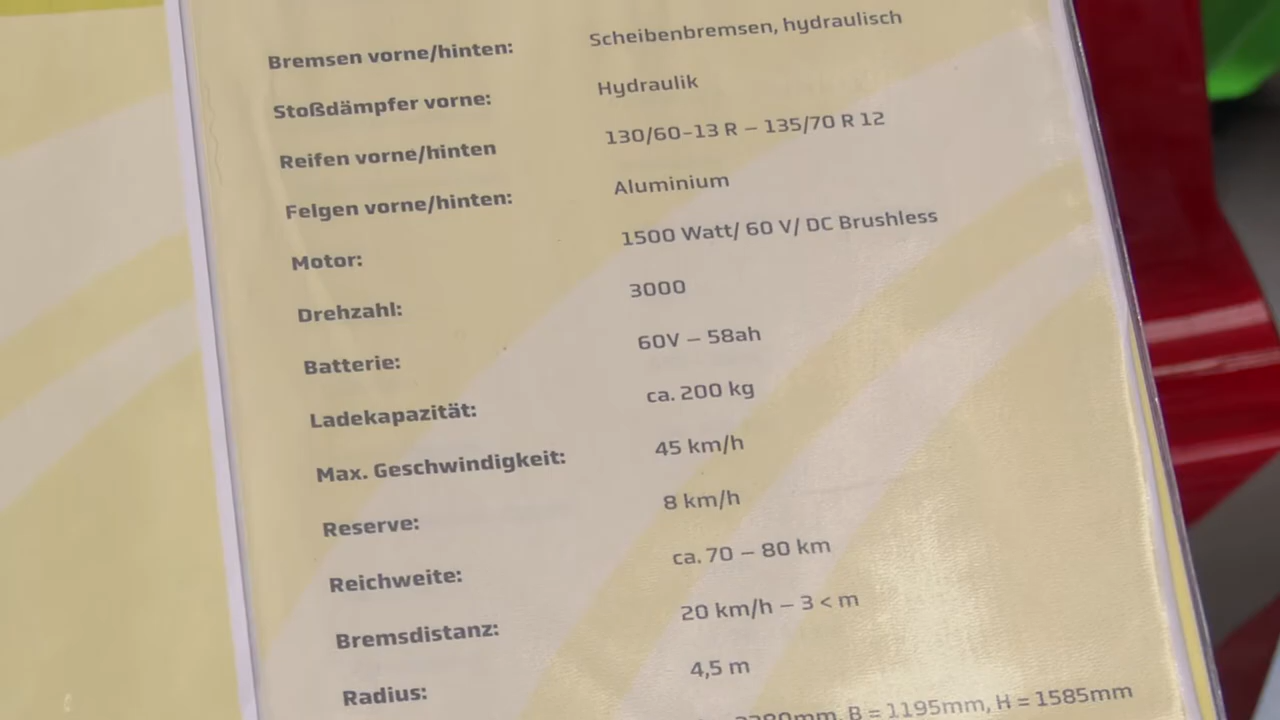 Bremsen vorne/hinten: Scheibenbremsen, hydraulisch
Stoßdämpfer vorne: Hydraulik
Reifen vorne/hinten 130/60-13 R – 135/70 R 12
Felgen vorne/hinten: Aluminium
Motor: 1500 Watt/ 60 V/ DC Brushless
Drehzahl: 3000
Batterie: 60V – 58ah
Ladekapazität: ca. 200 kg
Max. Geschwindigkeit: 45 km/h
Reserve: 8 km/h
Reichweite: ca. 70 – 80 km
Bremsdistanz: 20 km/h – 3 < m
Radius: 4,5 m
B = 1195mm, H = 1585mm